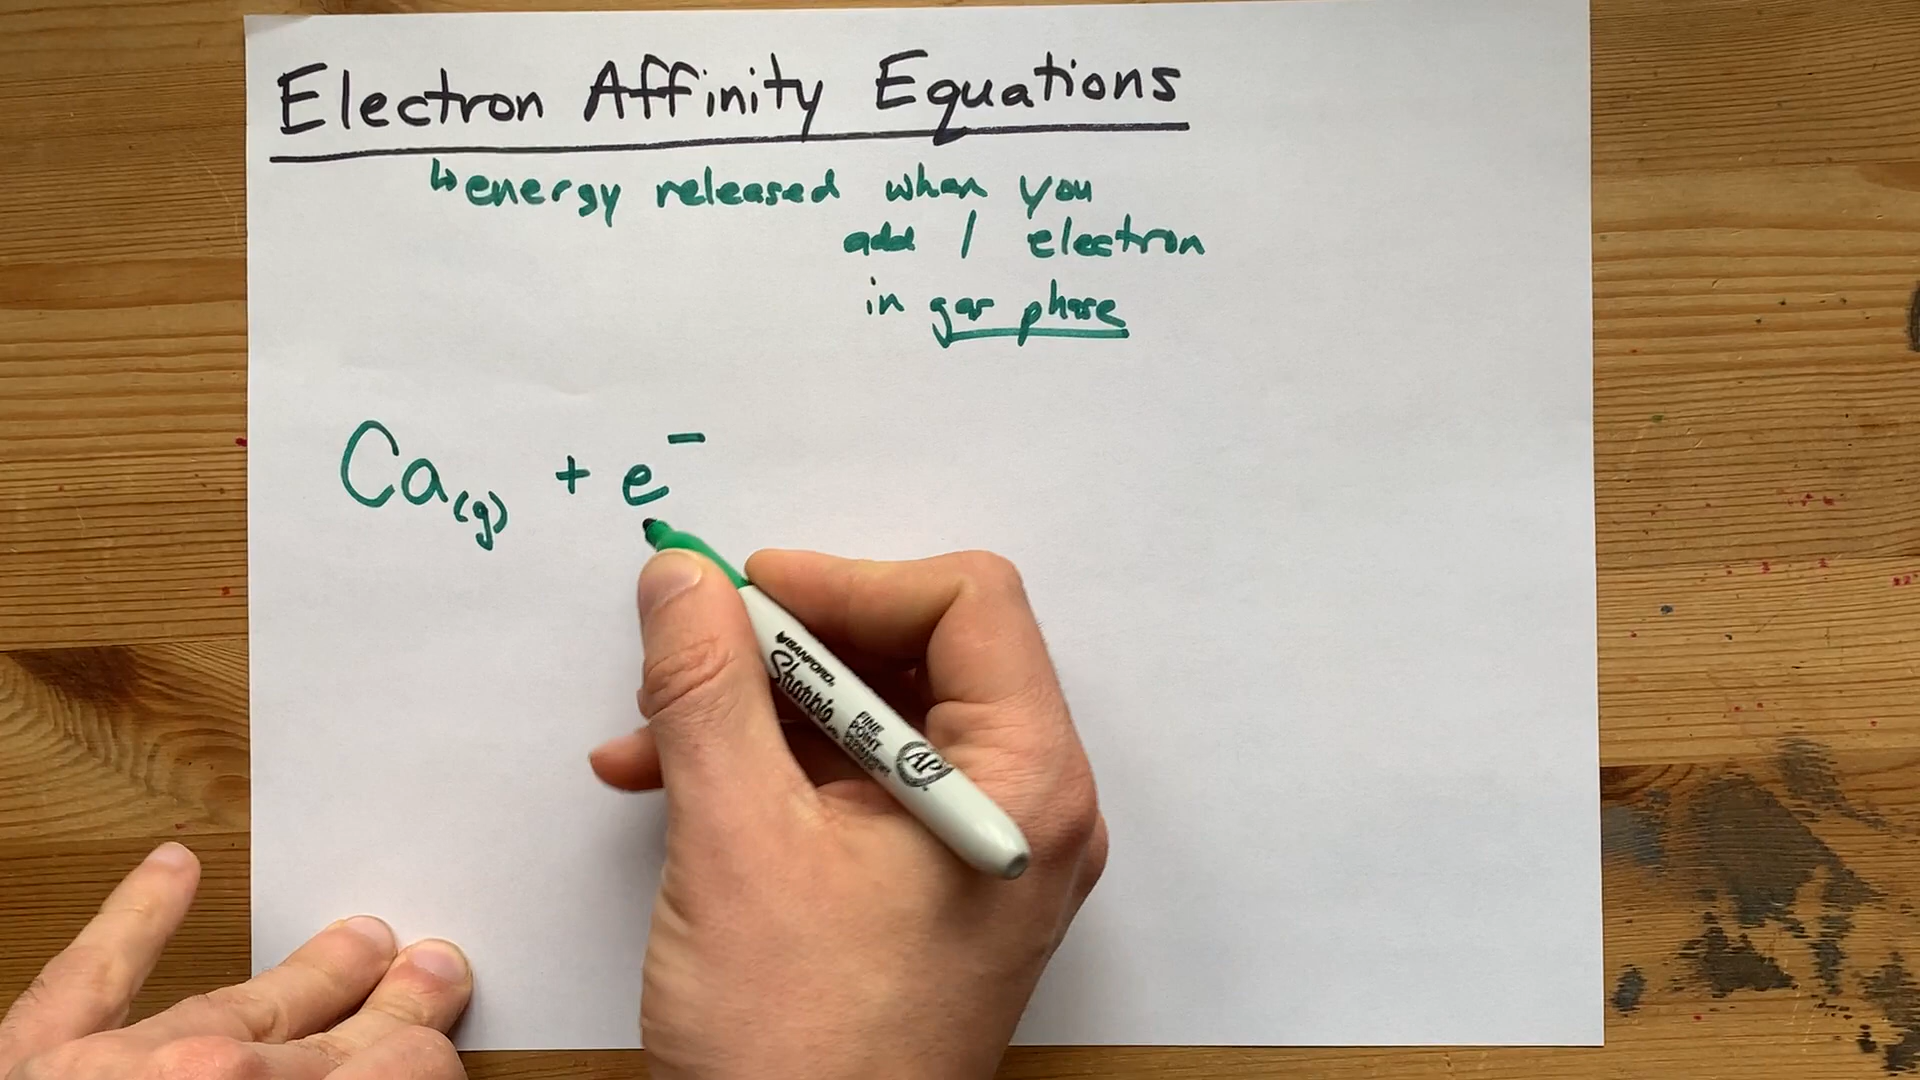 Electron Affinity Equations
↳ energy released when you
add 1 electron
in gas phase
Ca(g) + e⁻
SANFORD
Sharpie
FINE
POINT
AP